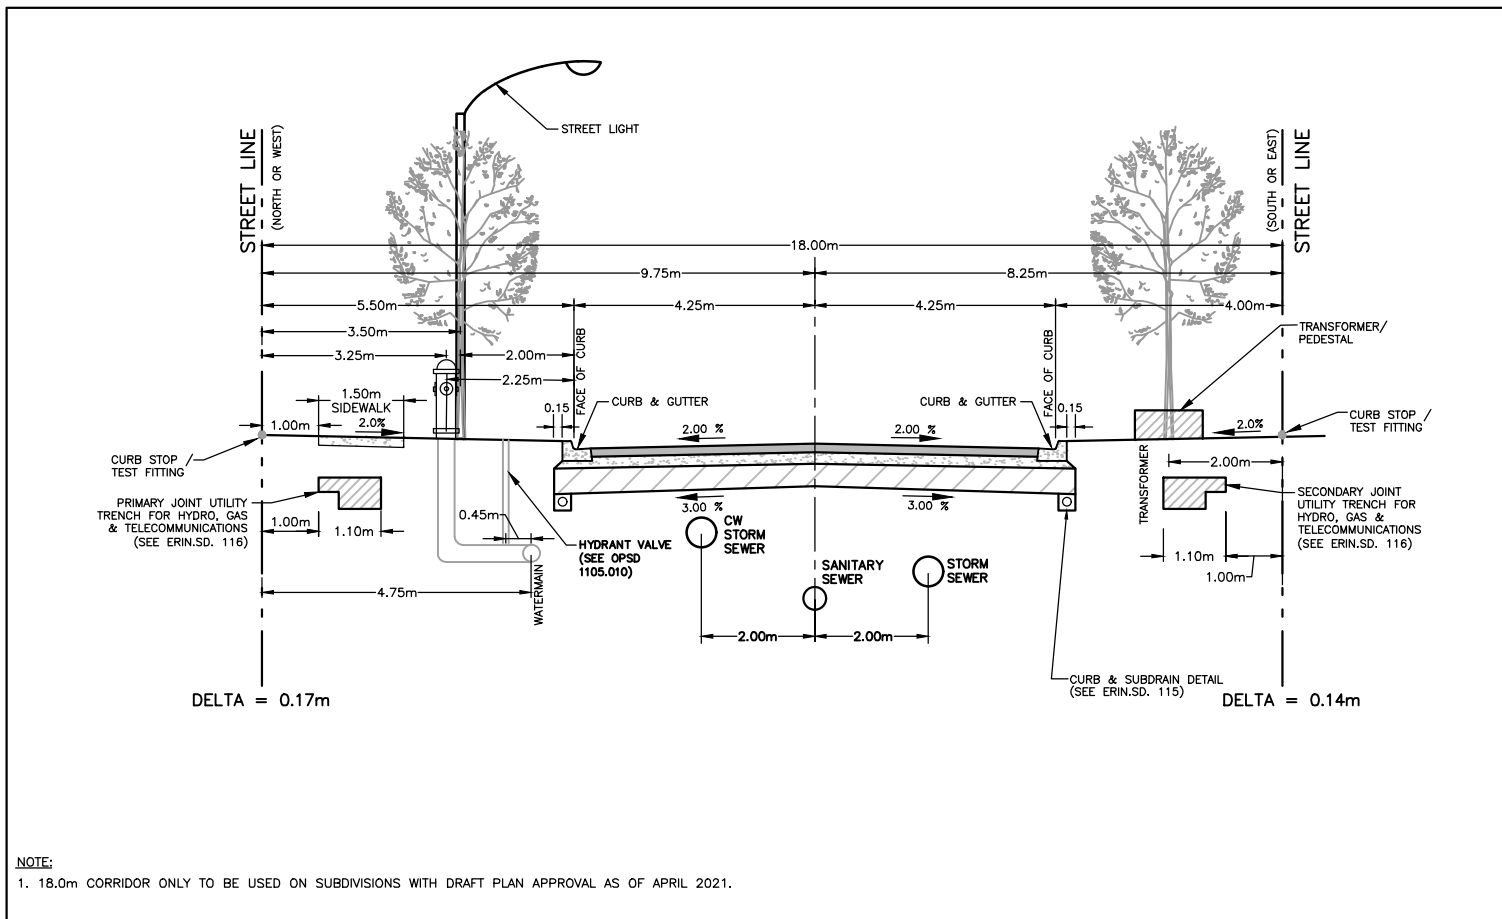 STREET LIGHT
STREET LINE
(NORTH OR WEST)
(SOUTH OR EAST)
STREET LINE
18.00m
9.75m
8.25m
5.50m
4.25m
4.25m
4.00m
3.50m
TRANSFORMER/
PEDESTAL
3.25m
2.00m
2.25m
FACE OF CURB
FACE OF CURB
1.50m
SIDEWALK
0.15
CURB & GUTTER
CURB & GUTTER
0.15
1.00m
2.0%
2.00 %
2.00 %
2.0%
CURB STOP /
TEST FITTING
CURB STOP
TEST FITTING /
2.00m
TRANSFORMER
PRIMARY JOINT UTILITY
TRENCH FOR HYDRO, GAS
& TELECOMMUNICATIONS
(SEE ERIN.SD. 116)
1.00m
1.10m
0.45m
3.00 %
3.00 %
SECONDARY JOINT
UTILITY TRENCH FOR
HYDRO, GAS &
TELECOMMUNICATIONS
(SEE ERIN.SD. 116)
HYDRANT VALVE
(SEE OPSD
1105.010)
CW
STORM
SEWER
SANITARY
SEWER
STORM
SEWER
1.10m
1.00m
4.75m
WATERMAIN
2.00m
2.00m
CURB & SUBDRAIN DETAIL
(SEE ERIN.SD. 115)
DELTA = 0.17m
DELTA = 0.14m
NOTE:
1. 18.0m CORRIDOR ONLY TO BE USED ON SUBDIVISIONS WITH DRAFT PLAN APPROVAL AS OF APRIL 2021.